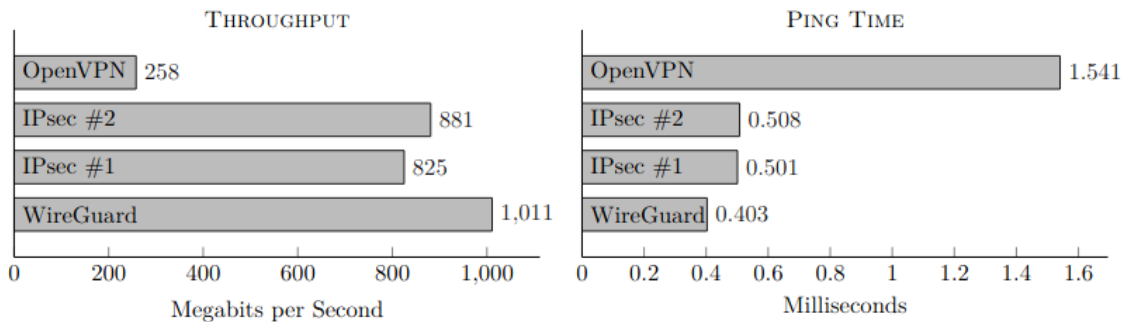 THROUGHPUT
OpenVPN 258
IPsec #2 881
IPsec #1 825
WireGuard 1,011
0 200 400 600 800 1,000
Megabits per Second
PING TIME
OpenVPN 1.541
IPsec #2 0.508
IPsec #1 0.501
WireGuard 0.403
0 0.2 0.4 0.6 0.8 1 1.2 1.4 1.6
Milliseconds